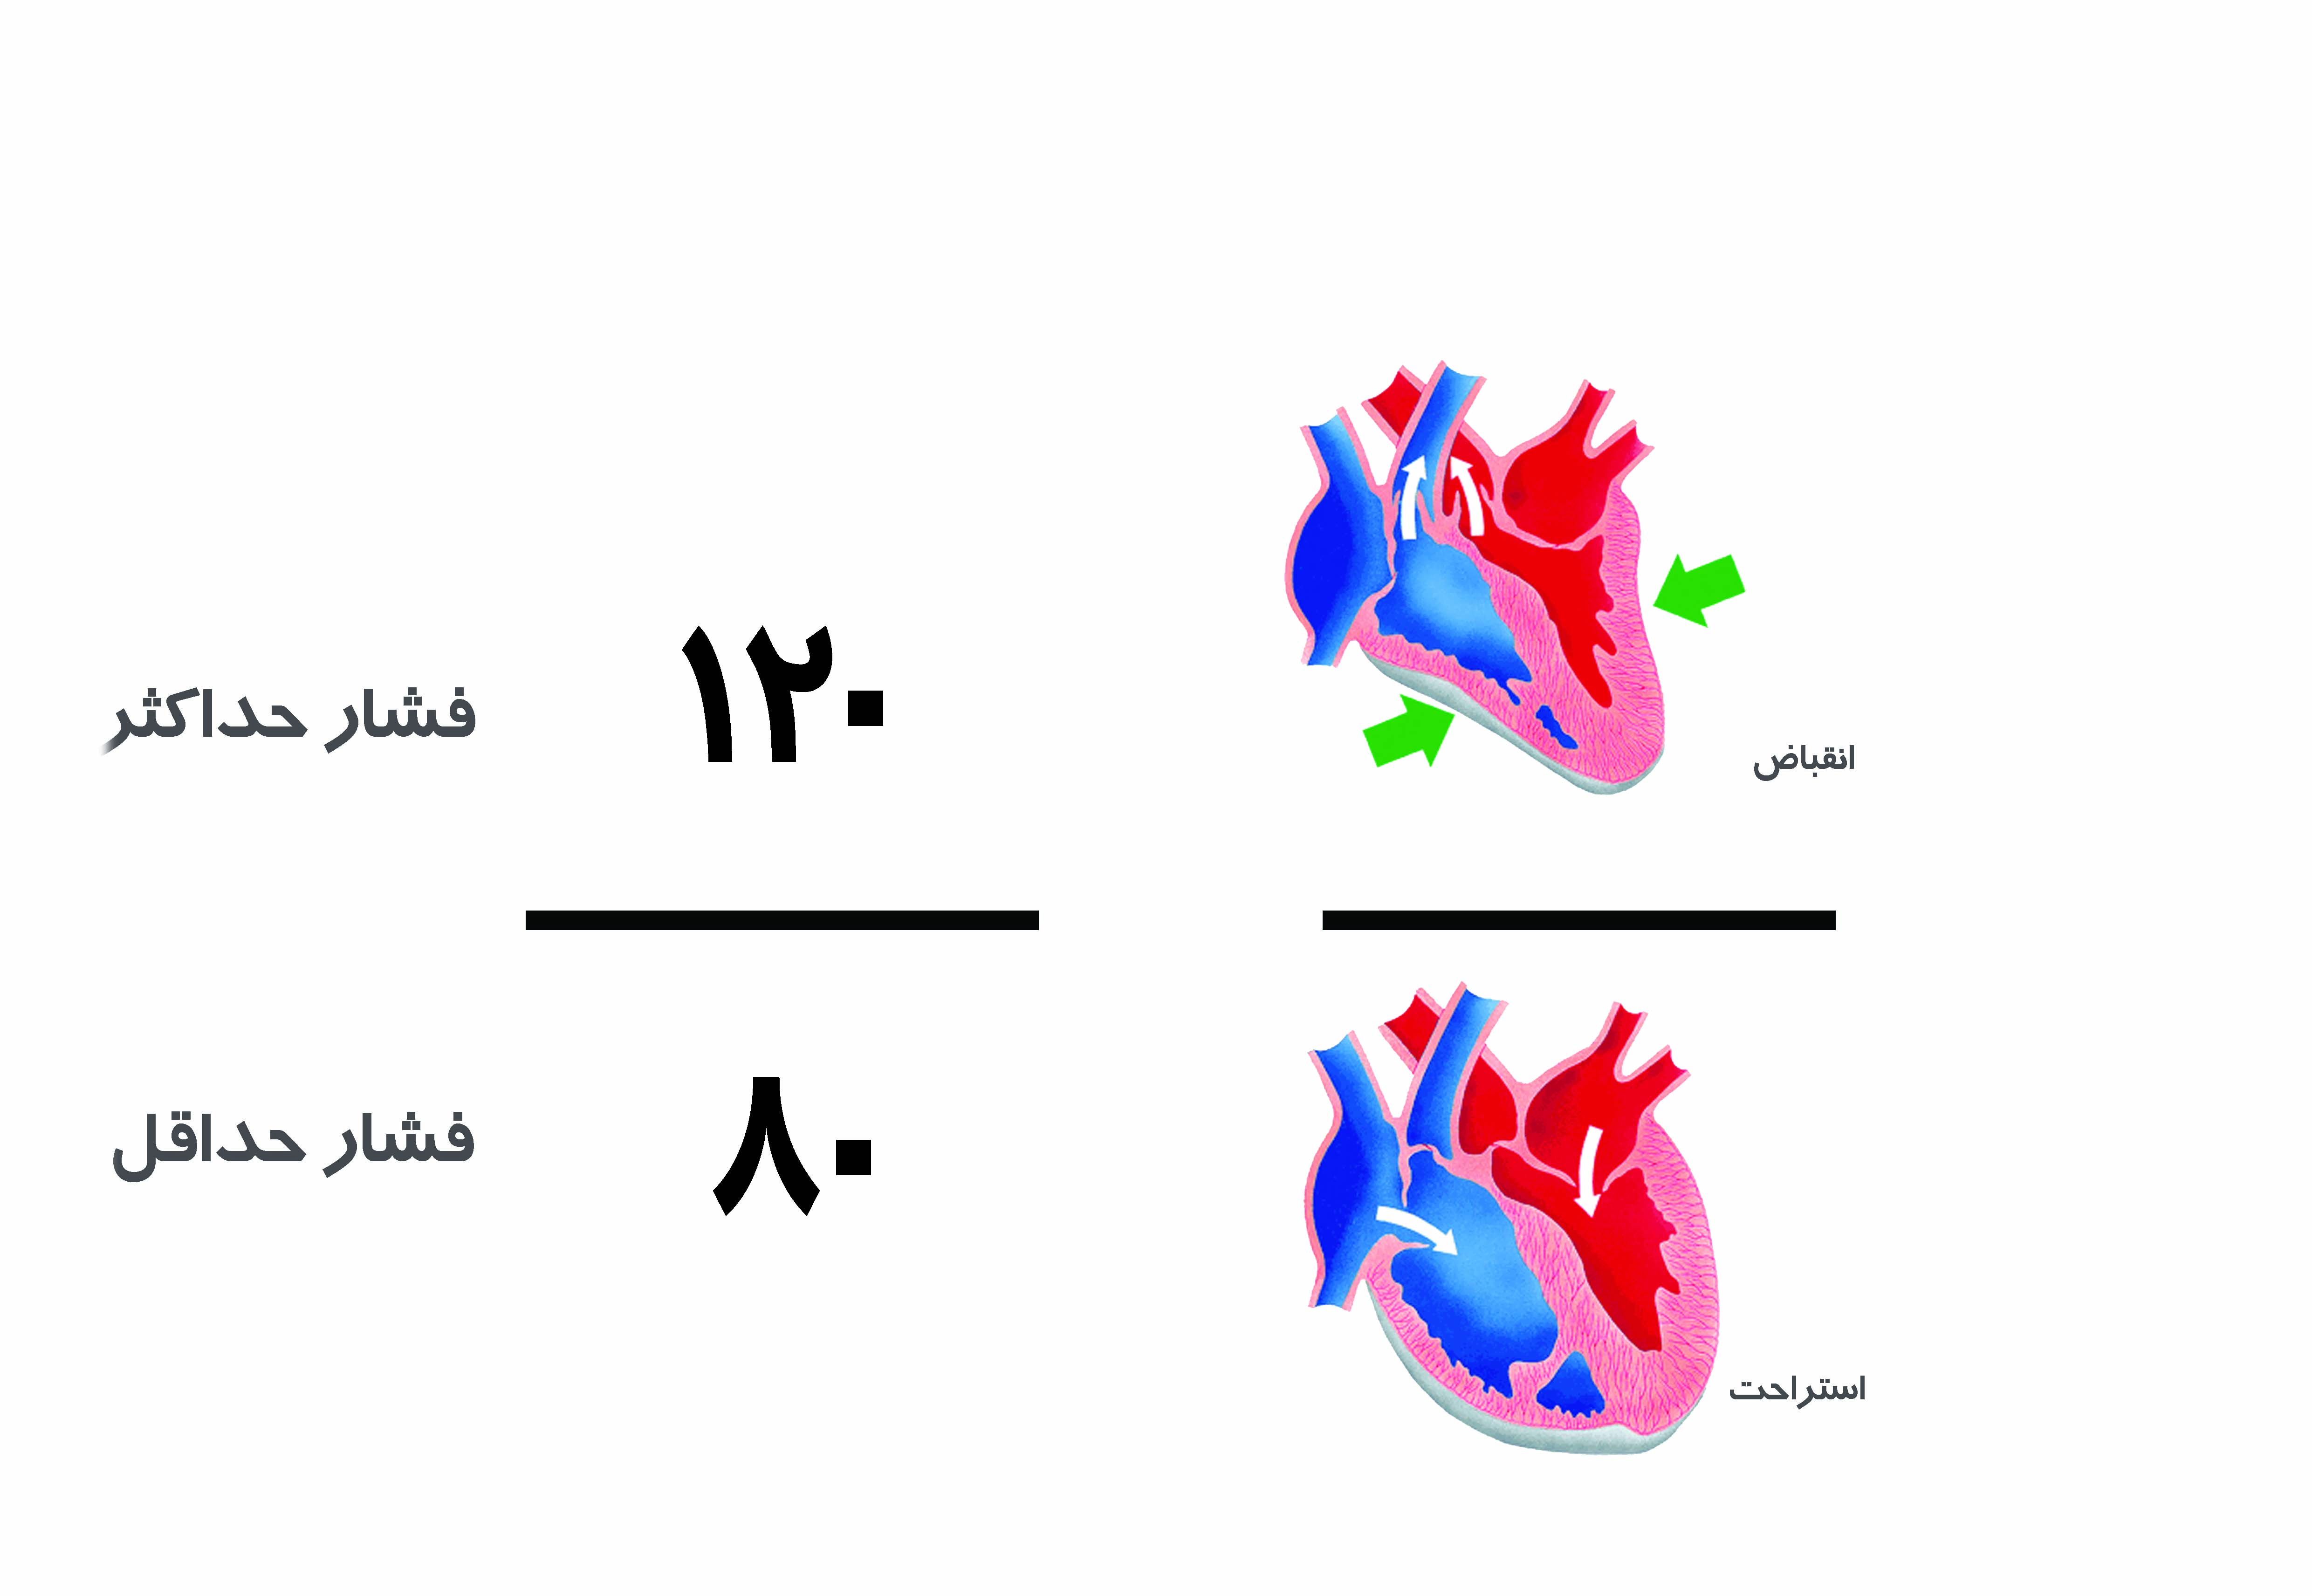 فشار حداکثر
۱۲۰
انقباض
فشار حداقل
۸۰
استراحت